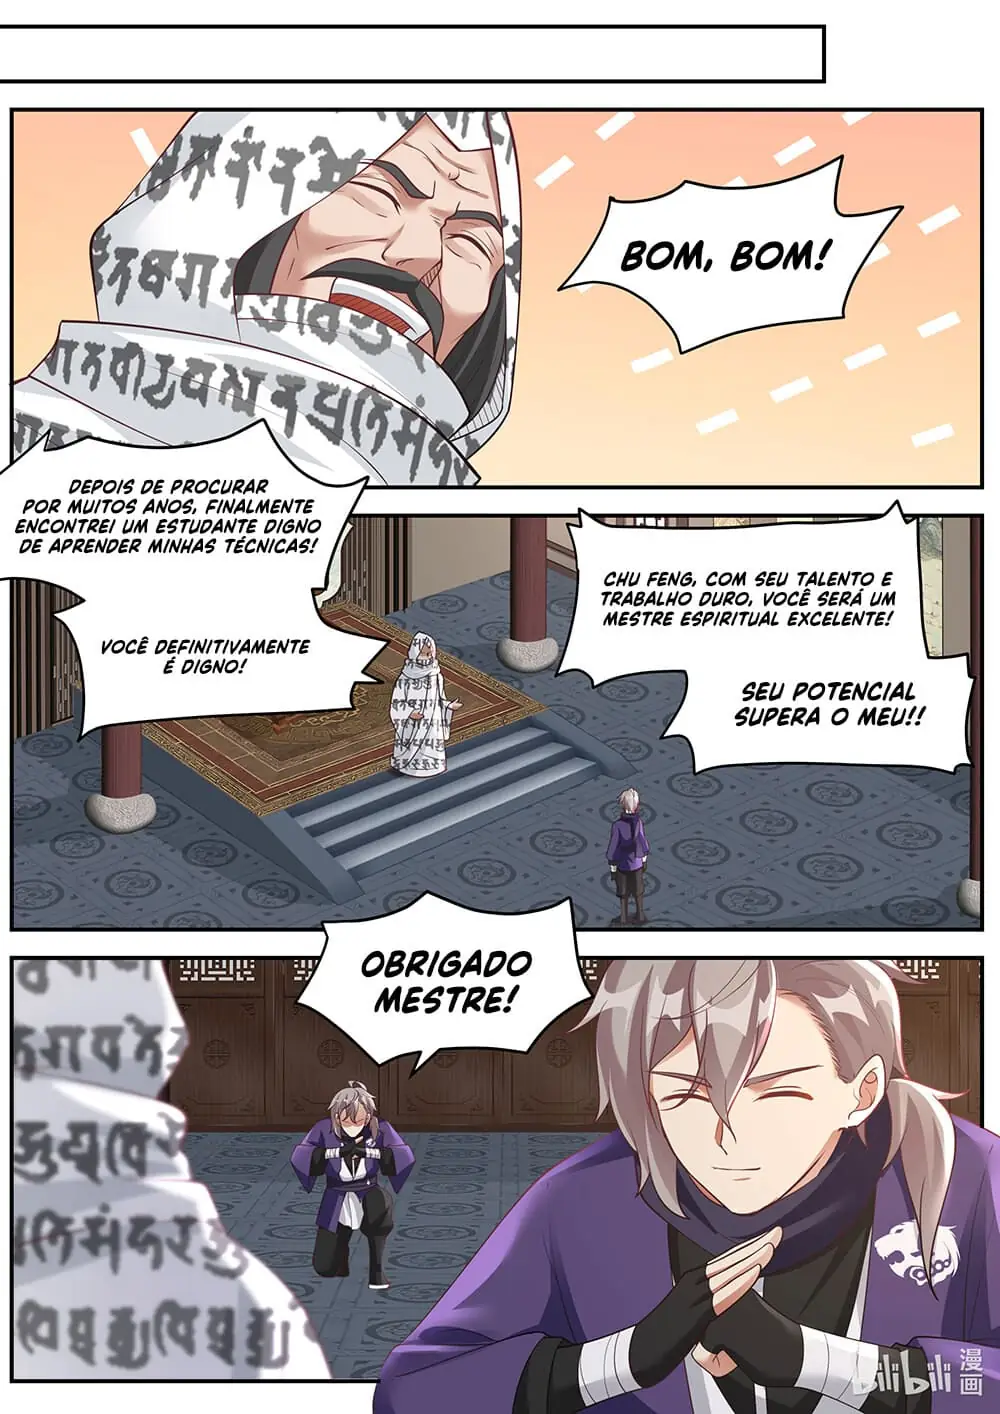 BOM, BOM!
DEPOIS DE PROCURAR
POR MUITOS ANOS, FINALMENTE
ENCONTREI UM ESTUDANTE DIGNO
DE APRENDER MINHAS TÉCNICAS!
VOCÊ DEFINITIVAMENTE
É DIGNO!
CHU FENG, COM SEU TALENTO E
TRABALHO DURO, VOCÊ SERÁ UM
MESTRE ESPIRITUAL EXCELENTE!
SEU POTENCIAL
SUPERA O MEU!!
OBRIGADO
MESTRE!
bilibili 漫画